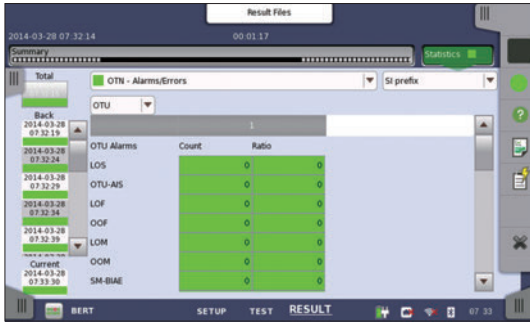 Result Files
2014-03-28 07:32:14 00:01:17
Summary
Statistics
Total
OTN - Alarms/Errors
SI prefix
OTU
Back
2014-03-28
07:32:19
1
2014-03-28
07:32:24
OTU Alarms Count Ratio
LOS 0 0
2014-03-28
07:32:29
OTU-AIS 0 0
2014-03-28
07:32:34
LOF 0 0
OOF 0 0
2014-03-28
07:32:39
LOM 0 0
Current
2014-03-28
07:33:30
OOM 0 0
SM-BIAE 0 0
BERT SETUP TEST RESULT 07 33